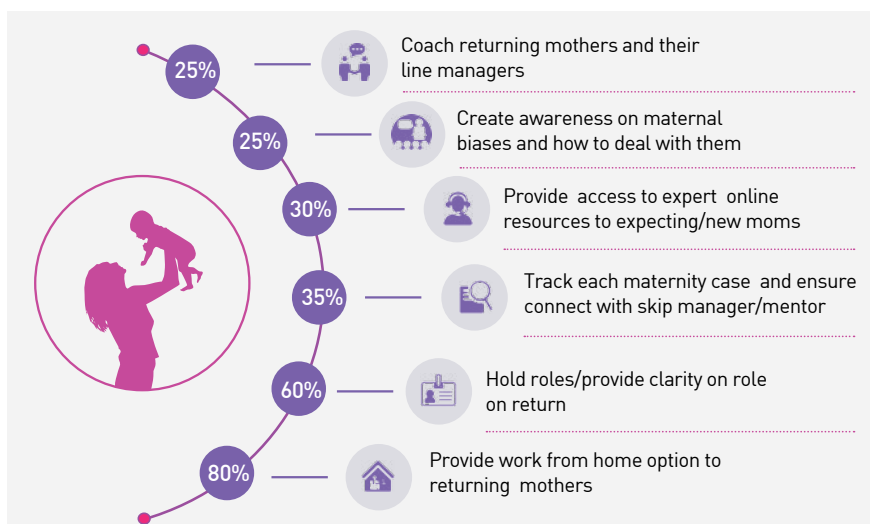 25%
Coach returning mothers and their
line managers
25%
Create awareness on maternal
biases and how to deal with them
30%
Provide access to expert online
resources to expecting/new moms
35%
Track each maternity case and ensure
connect with skip manager/mentor
60%
Hold roles/provide clarity on role
on return
80%
Provide work from home option to
returning mothers